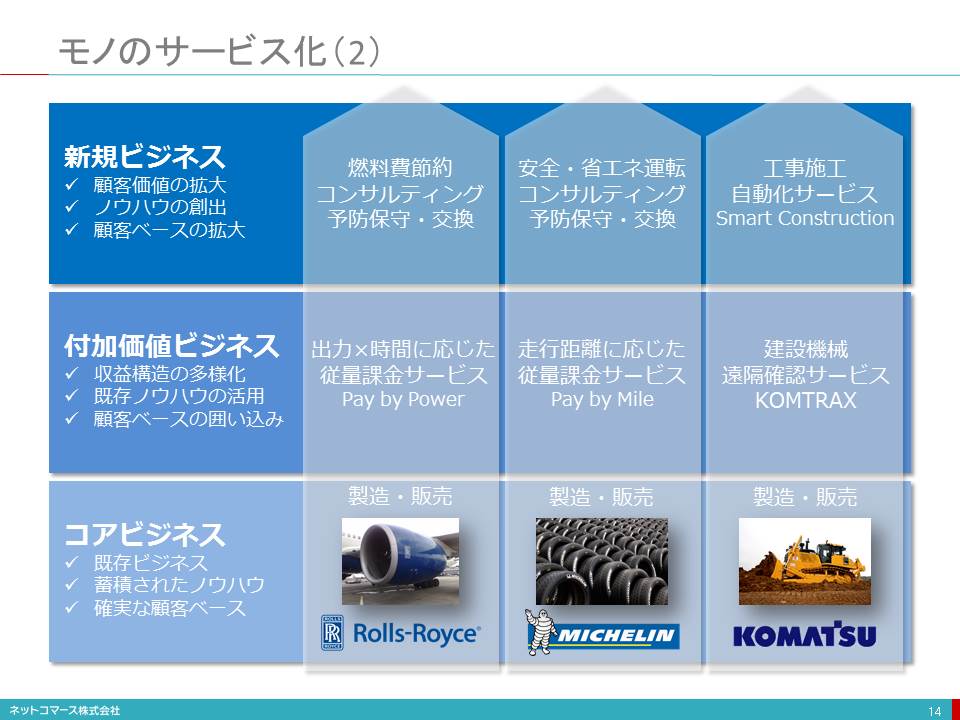 モノのサービス化（2）
新規ビジネス
✓ 顧客価値の拡大
✓ ノウハウの創出
✓ 顧客ベースの拡大
燃料費節約
コンサルティング
予防保守・交換
安全・省エネ運転
コンサルティング
予防保守・交換
工事施工
自動化サービス
Smart Construction
付加価値ビジネス
✓ 収益構造の多様化
✓ 既存ノウハウの活用
✓ 顧客ベースの囲い込み
出力×時間に応じた
従量課金サービス
Pay by Power
走行距離に応じた
従量課金サービス
Pay by Mile
建設機械
遠隔確認サービス
KOMTRAX
コアビジネス
✓ 既存ビジネス
✓ 蓄積されたノウハウ
✓ 確実な顧客ベース
製造・販売
ROLLS
RR
ROYCE
Rolls-Royce®
製造・販売
MICHELIN
製造・販売
KOMATSU
ネットコマース株式会社
14